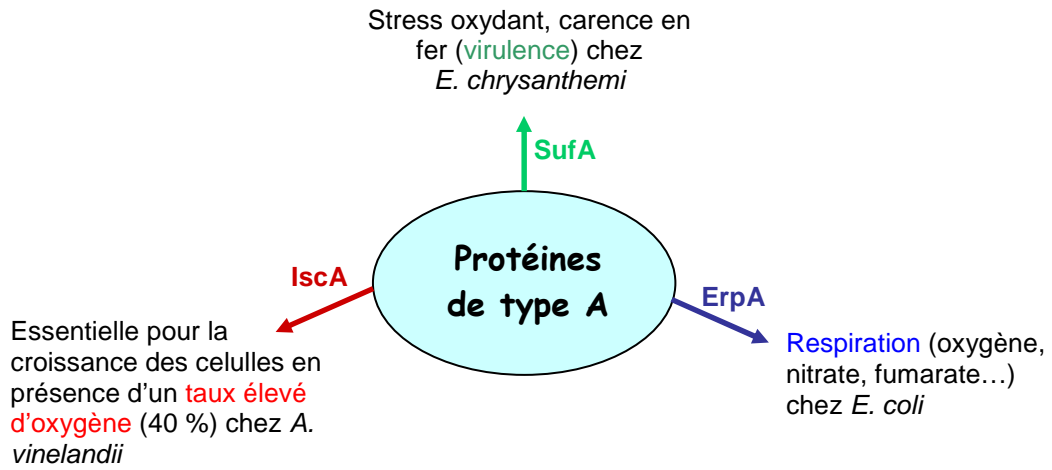 Stress oxydant, carence en
fer (virulence) chez
E. chrysanthemi
SufA
Protéines
de type A
IscA
ErpA
Essentielle pour la
croissance des celulles en
présence d'un taux élevé
d'oxygène (40 %) chez A.
vinelandii
Respiration (oxygène,
nitrate, fumarate…)
chez E. coli